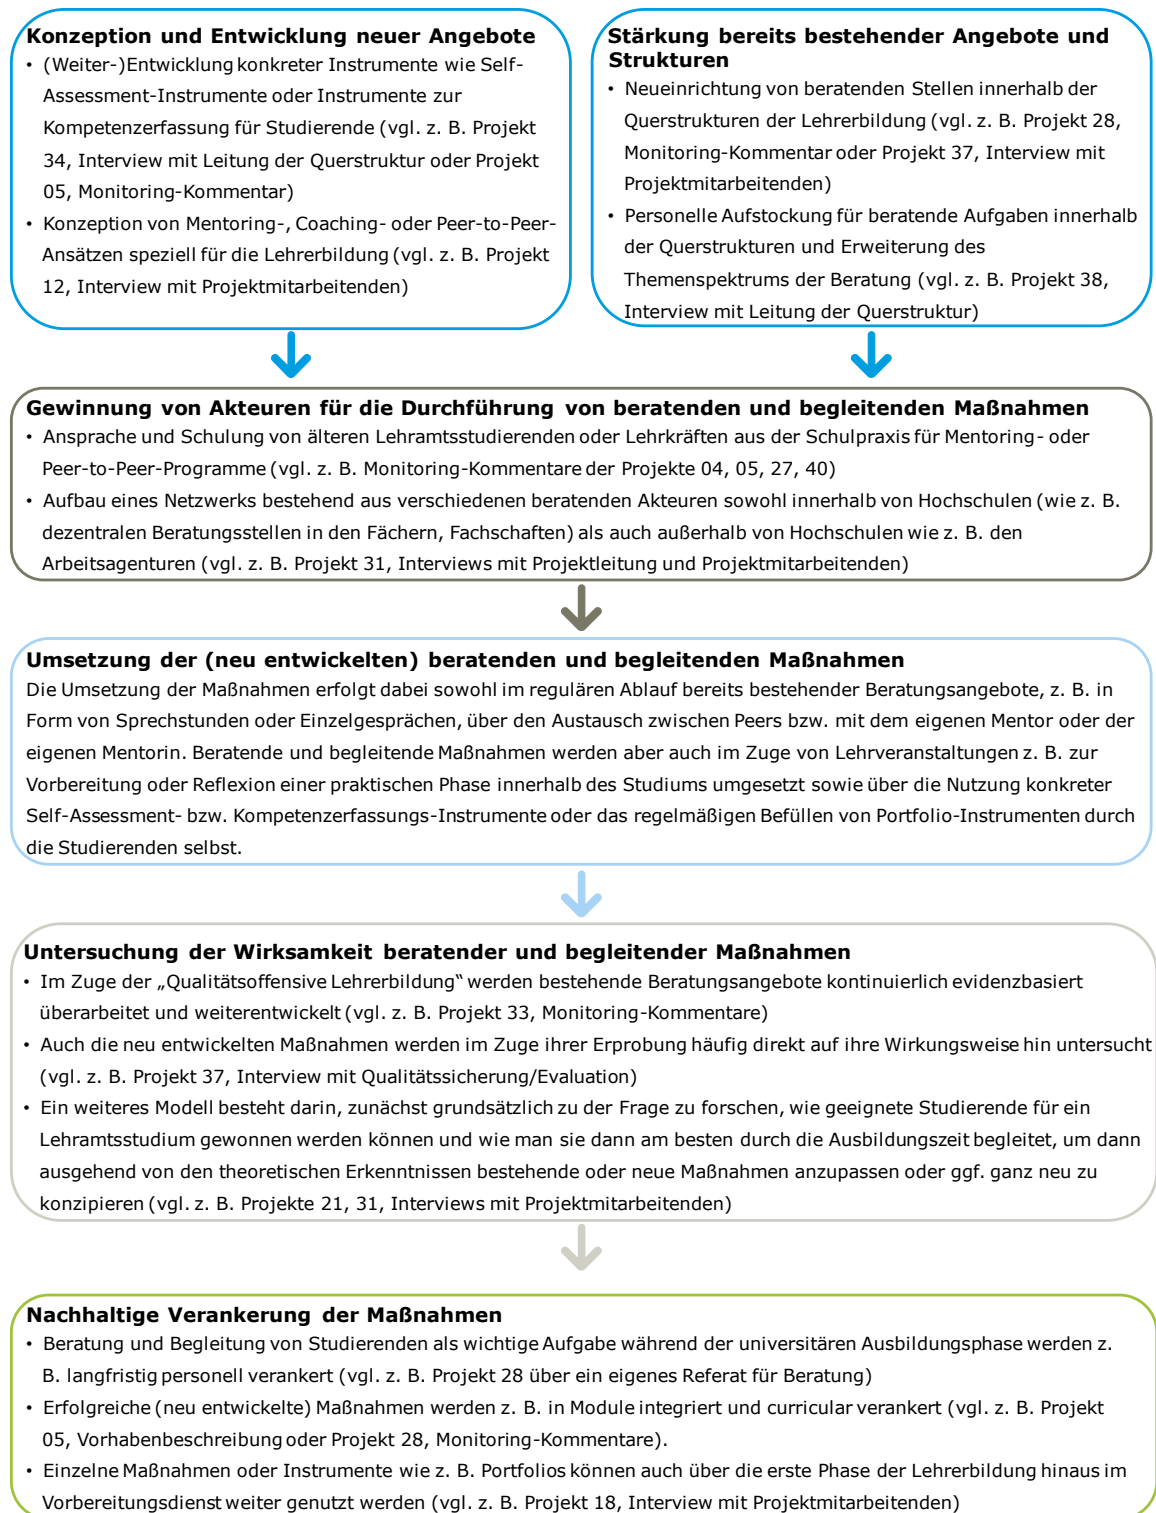 Konzeption und Entwicklung neuer Angebote
• (Weiter-)Entwicklung konkreter Instrumente wie Self-
Assessment-Instrumente oder Instrumente zur
Kompetenzerfassung für Studierende (vgl. z. B. Projekt
34, Interview mit Leitung der Querstruktur oder Projekt
05, Monitoring-Kommentar)
• Konzeption von Mentoring-, Coaching- oder Peer-to-Peer-
Ansätzen speziell für die Lehrerbildung (vgl. z. B. Projekt
12, Interview mit Projektmitarbeitenden)
Stärkung bereits bestehender Angebote und
Strukturen
• Neueinrichtung von beratenden Stellen innerhalb der
Querstrukturen der Lehrerbildung (vgl. z. B. Projekt 28,
Monitoring-Kommentar oder Projekt 37, Interview mit
Projektmitarbeitenden)
• Personelle Aufstockung für beratende Aufgaben innerhalb
der Querstrukturen und Erweiterung des
Themenspektrums der Beratung (vgl. z. B. Projekt 38,
Interview mit Leitung der Querstruktur)
Gewinnung von Akteuren für die Durchführung von beratenden und begleitenden Maßnahmen
• Ansprache und Schulung von älteren Lehramtsstudierenden oder Lehrkräften aus der Schulpraxis für Mentoring- oder
Peer-to-Peer-Programme (vgl. z. B. Monitoring-Kommentare der Projekte 04, 05, 27, 40)
• Aufbau eines Netzwerks bestehend aus verschiedenen beratenden Akteuren sowohl innerhalb von Hochschulen (wie z. B.
dezentralen Beratungsstellen in den Fächern, Fachschaften) als auch außerhalb von Hochschulen wie z. B. den
Arbeitsagenturen (vgl. z. B. Projekt 31, Interviews mit Projektleitung und Projektmitarbeitenden)
Umsetzung der (neu entwickelten) beratenden und begleitenden Maßnahmen
Die Umsetzung der Maßnahmen erfolgt dabei sowohl im regulären Ablauf bereits bestehender Beratungsangebote, z. B. in
Form von Sprechstunden oder Einzelgesprächen, über den Austausch zwischen Peers bzw. mit dem eigenen Mentor oder der
eigenen Mentorin. Beratende und begleitende Maßnahmen werden aber auch im Zuge von Lehrveranstaltungen z. B. zur
Vorbereitung oder Reflexion einer praktischen Phase innerhalb des Studiums umgesetzt sowie über die Nutzung konkreter
Self-Assessment- bzw. Kompetenzerfassungs-Instrumente oder das regelmäßigen Befüllen von Portfolio-Instrumenten durch
die Studierenden selbst.
Untersuchung der Wirksamkeit beratender und begleitender Maßnahmen
• Im Zuge der „Qualitätsoffensive Lehrerbildung“ werden bestehende Beratungsangebote kontinuierlich evidenzbasiert
überarbeitet und weiterentwickelt (vgl. z. B. Projekt 33, Monitoring-Kommentare)
• Auch die neu entwickelten Maßnahmen werden im Zuge ihrer Erprobung häufig direkt auf ihre Wirkungsweise hin untersucht
(vgl. z. B. Projekt 37, Interview mit Qualitätssicherung/Evaluation)
• Ein weiteres Modell besteht darin, zunächst grundsätzlich zu der Frage zu forschen, wie geeignete Studierende für ein
Lehramtsstudium gewonnen werden können und wie man sie dann am besten durch die Ausbildungszeit begleitet, um dann
ausgehend von den theoretischen Erkenntnissen bestehende oder neue Maßnahmen anzupassen oder ggf. ganz neu zu
konzipieren (vgl. z. B. Projekte 21, 31, Interviews mit Projektmitarbeitenden)
Nachhaltige Verankerung der Maßnahmen
• Beratung und Begleitung von Studierenden als wichtige Aufgabe während der universitären Ausbildungsphase werden z.
B. langfristig personell verankert (vgl. z. B. Projekt 28 über ein eigenes Referat für Beratung)
• Erfolgreiche (neu entwickelte) Maßnahmen werden z. B. in Module integriert und curricular verankert (vgl. z. B. Projekt
05, Vorhabenbeschreibung oder Projekt 28, Monitoring-Kommentare).
• Einzelne Maßnahmen oder Instrumente wie z. B. Portfolios können auch über die erste Phase der Lehrerbildung hinaus im
Vorbereitungsdienst weiter genutzt werden (vgl. z. B. Projekt 18, Interview mit Projektmitarbeitenden)